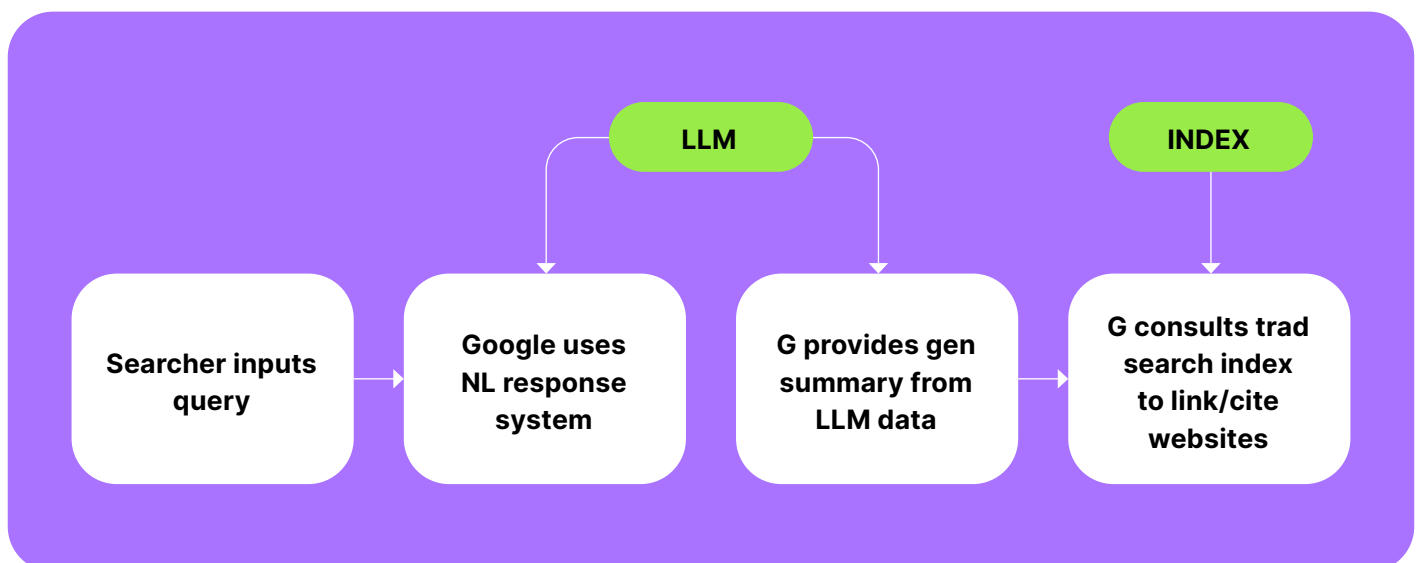 LLM
INDEX
Searcher inputs
query
Google uses
NL response
system
G provides gen
summary from
LLM data
G consults trad
search index
to link/cite
websites